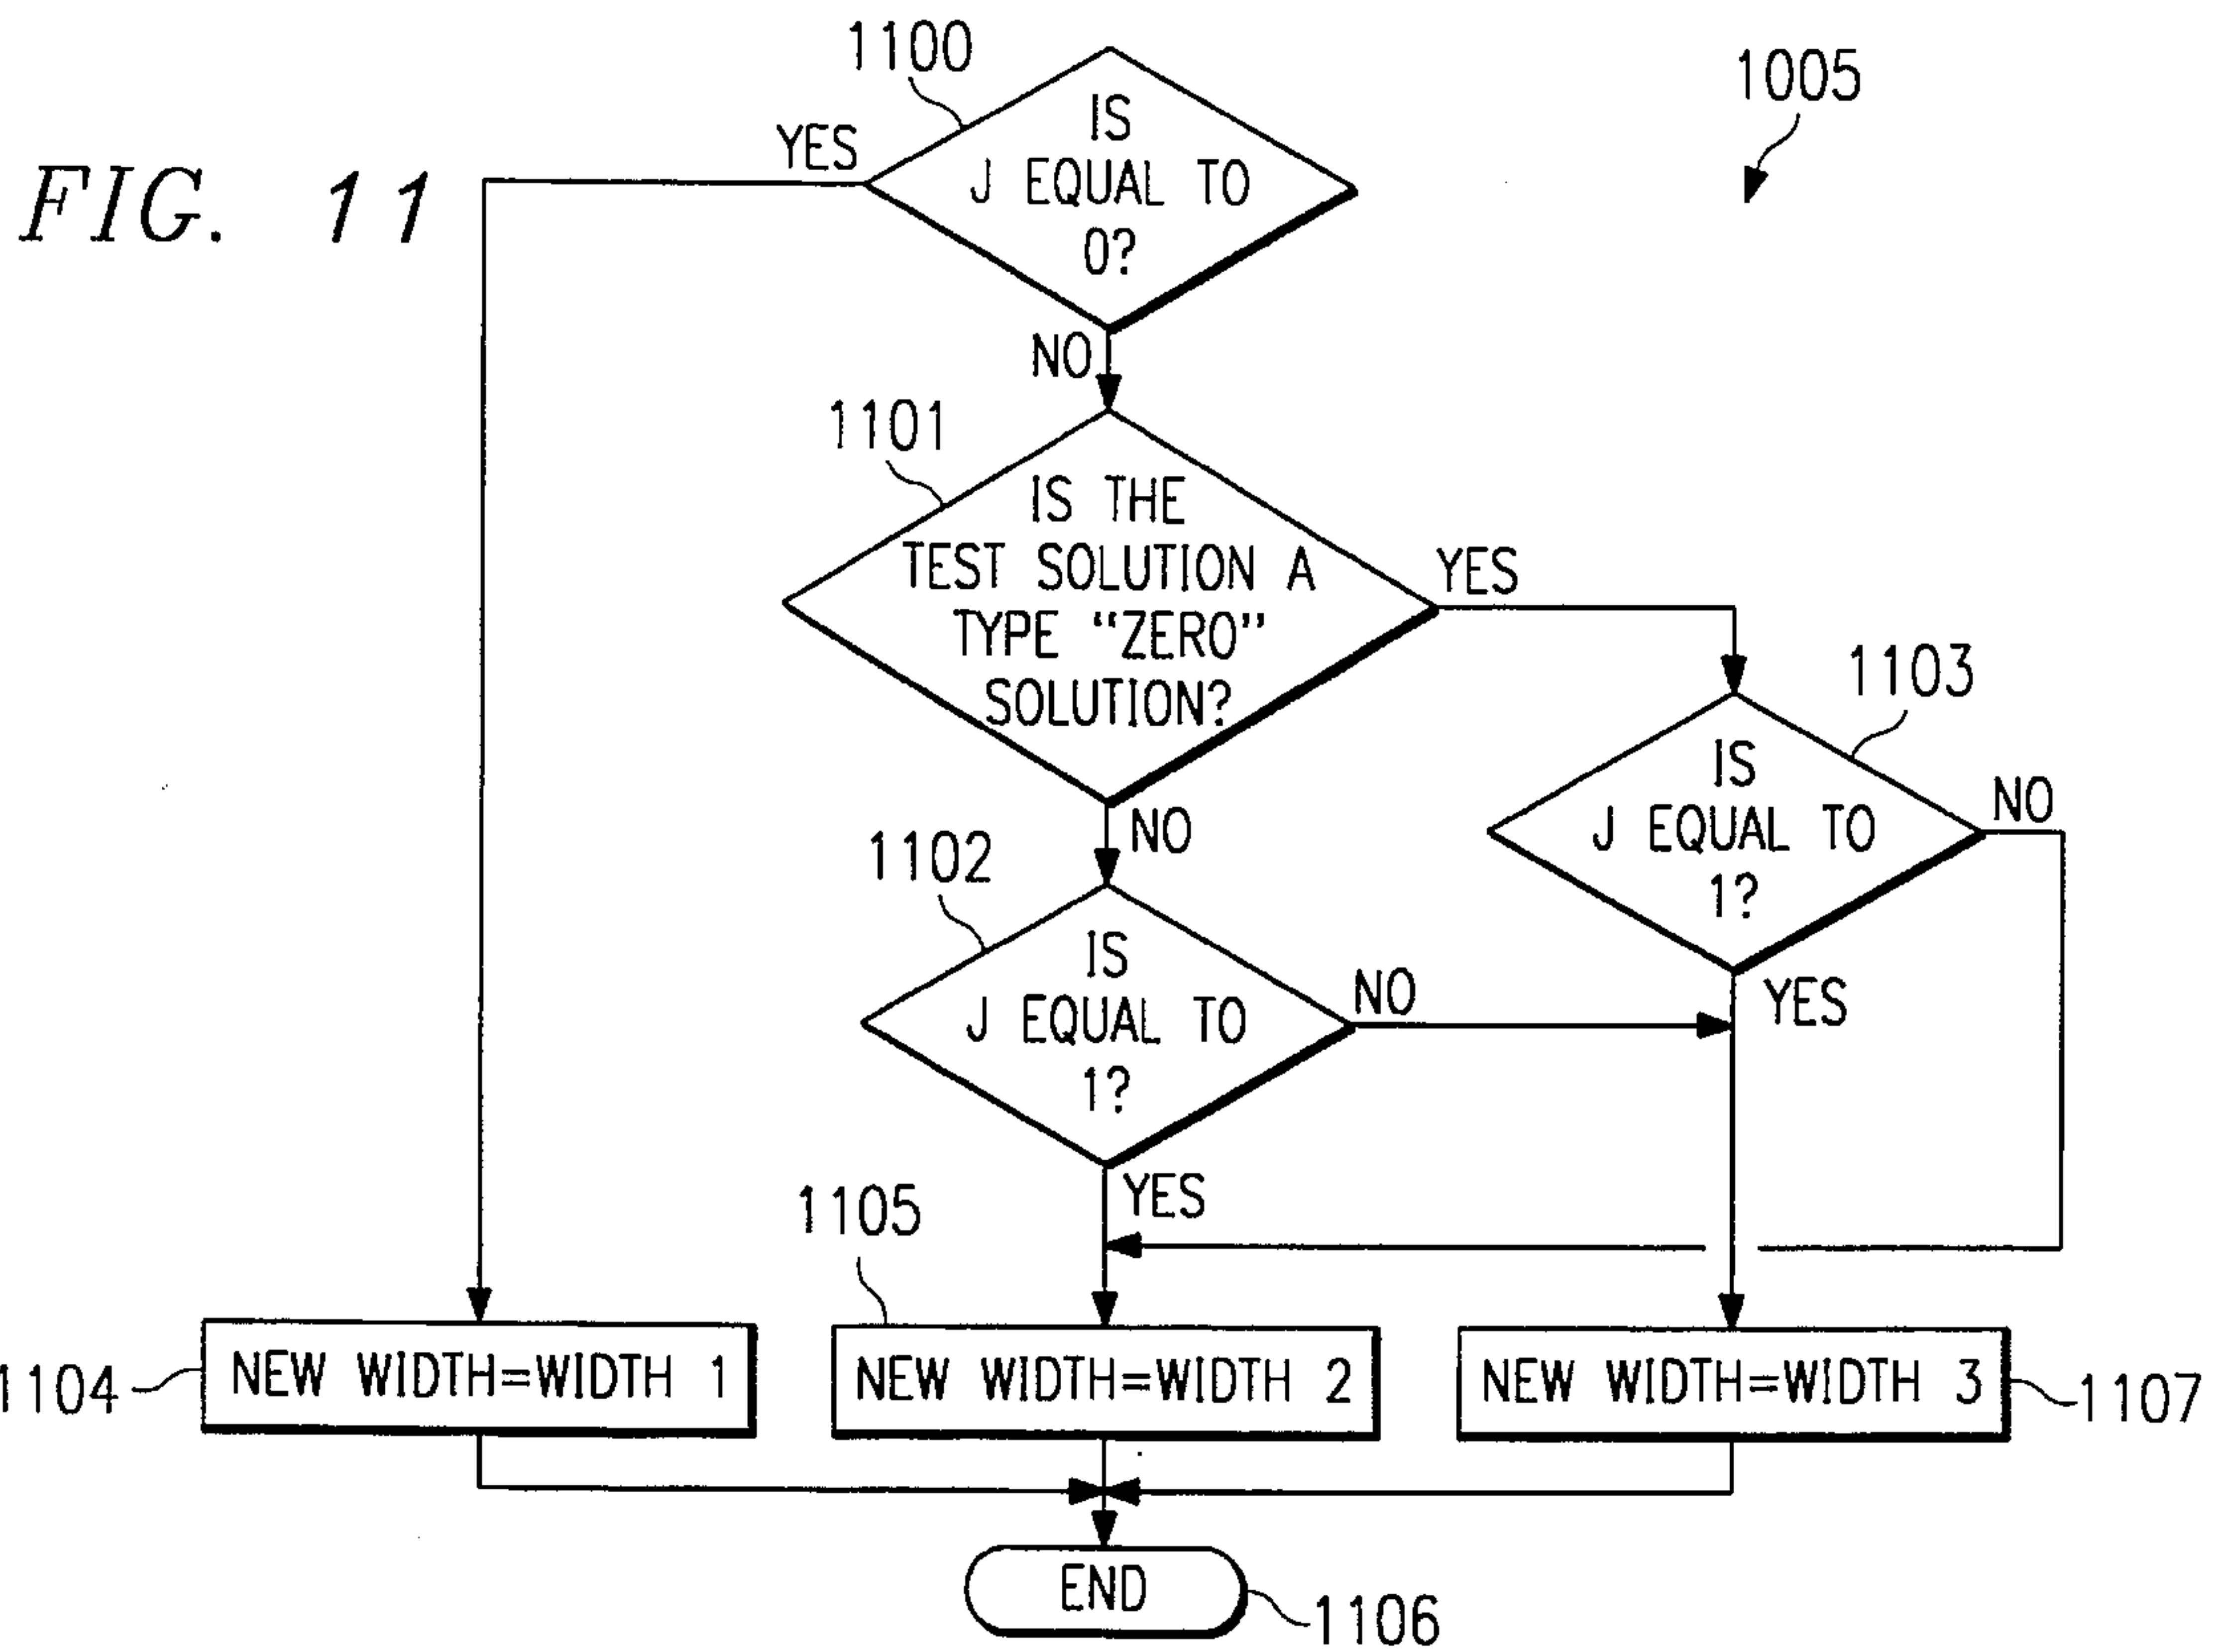 1100
1005
IS
J EQUAL TO
0?
YES
FIG. 11
NO
1101
IS THE
TEST SOLUTION A
TYPE “ZERO”
SOLUTION?
YES
1103
IS
J EQUAL TO
1?
NO
NO
1102
IS
J EQUAL TO
1?
NO
YES
YES
1105
1104
NEW WIDTH=WIDTH 1
NEW WIDTH=WIDTH 2
NEW WIDTH=WIDTH 3
1107
END
1106